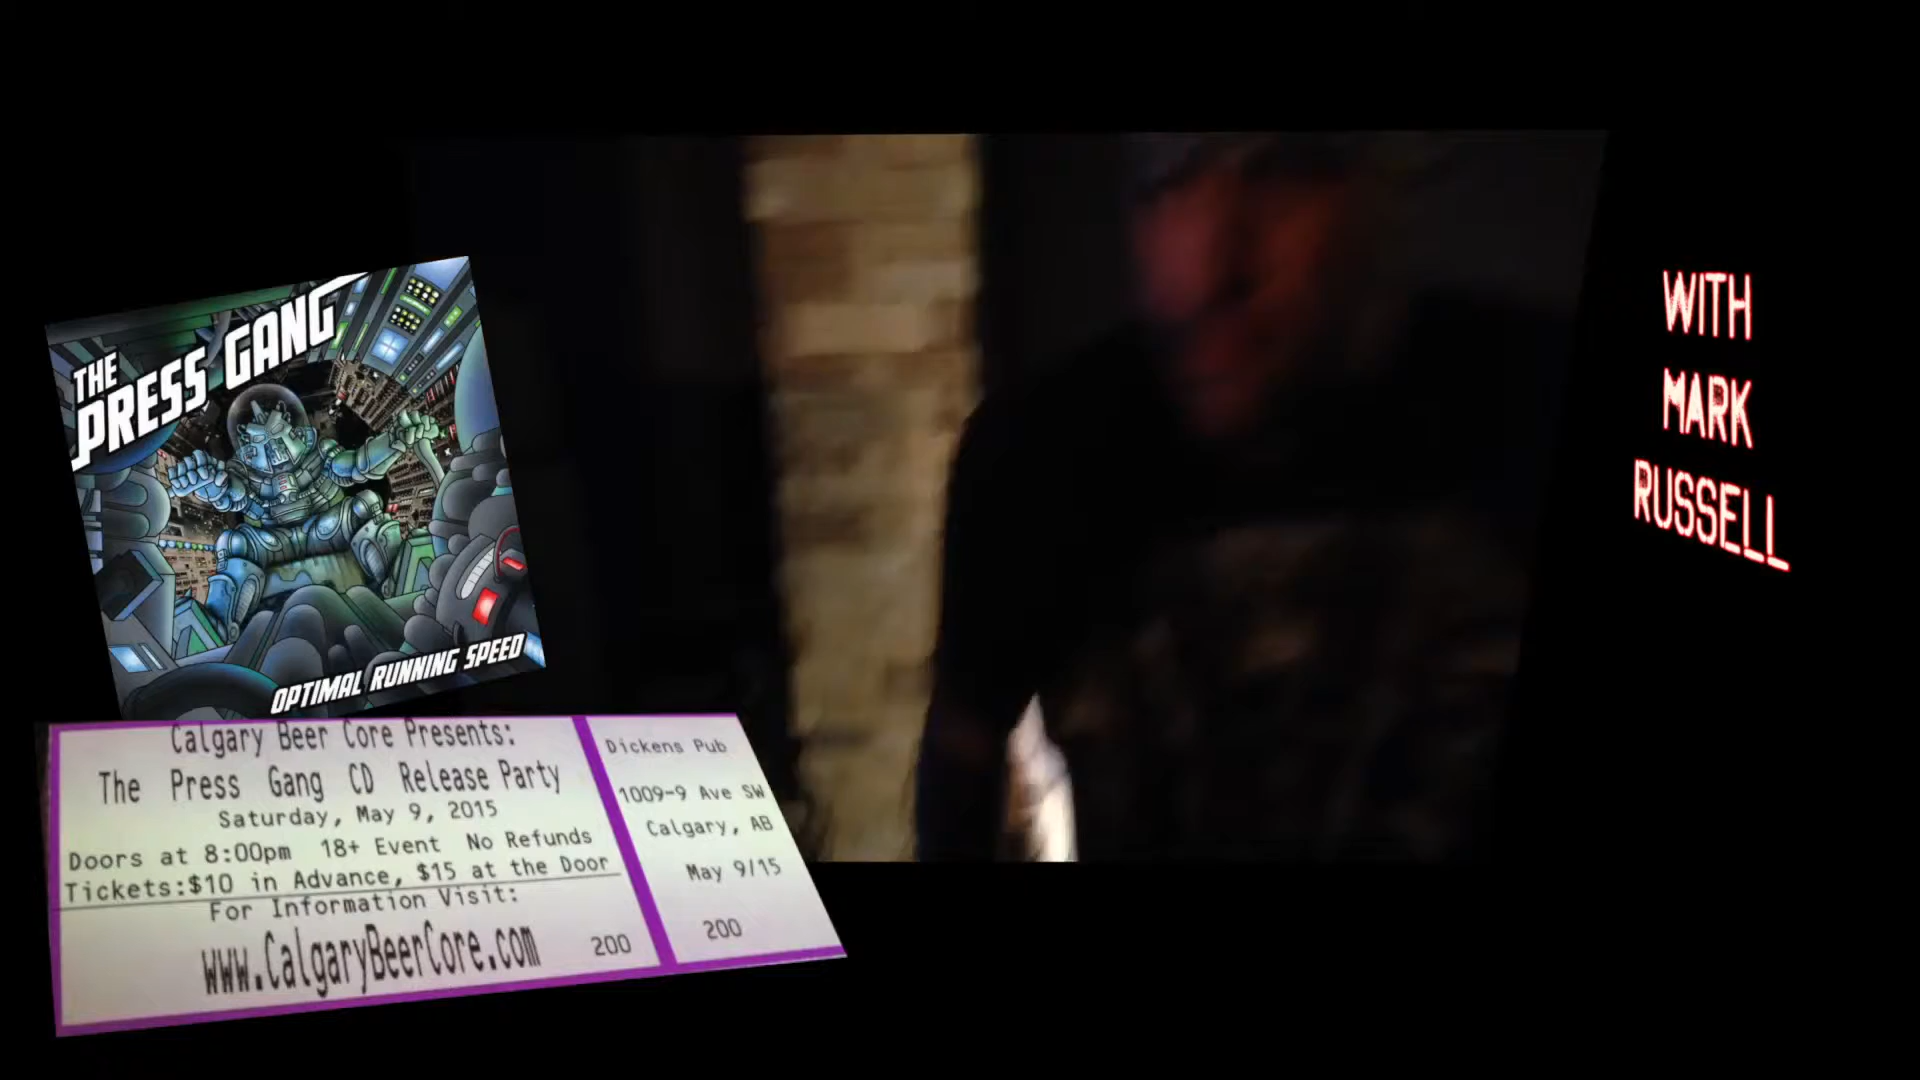 THE
PRESS GANG
OPTIMAL RUNNING SPEED
WITH
MARK
RUSSELL
Calgary Beer Core Presents:
The Press Gang CD Release Party
Saturday, May 9, 2015
Doors at 8:00pm 18+ Event No Refunds
Tickets:$10 in Advance, $15 at the Door
For Information Visit:
www.CalgaryBeerCore.com
200
Dickens Pub
1009-9 Ave SW
Calgary, AB
May 9/15
200